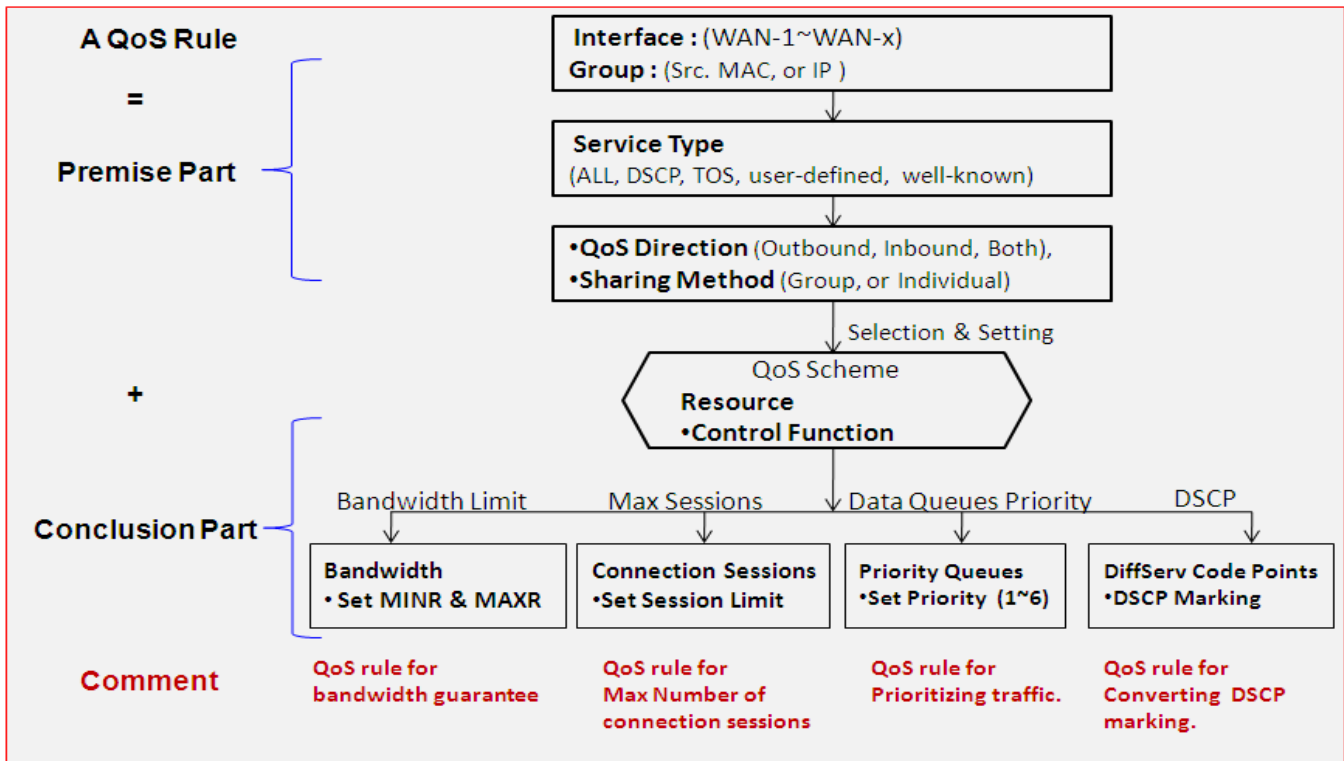 A QoS Rule
=
Premise Part
+
Conclusion Part
Comment
Interface : (WAN-1~WAN-x)
Group : (Src. MAC, or IP )
Service Type
(ALL, DSCP, TOS, user-defined, well-known)
•QoS Direction (Outbound, Inbound, Both),
•Sharing Method (Group, or Individual)
Selection & Setting
QoS Scheme
Resource
•Control Function
Bandwidth Limit
Max Sessions
Data Queues Priority
DSCP
Bandwidth
• Set MINR & MAXR
Connection Sessions
•Set Session Limit
Priority Queues
•Set Priority (1~6)
DiffServ Code Points
•DSCP Marking
QoS rule for
bandwidth guarantee
QoS rule for
Max Number of
connection sessions
QoS rule for
Prioritizing traffic.
QoS rule for
Converting DSCP
marking.